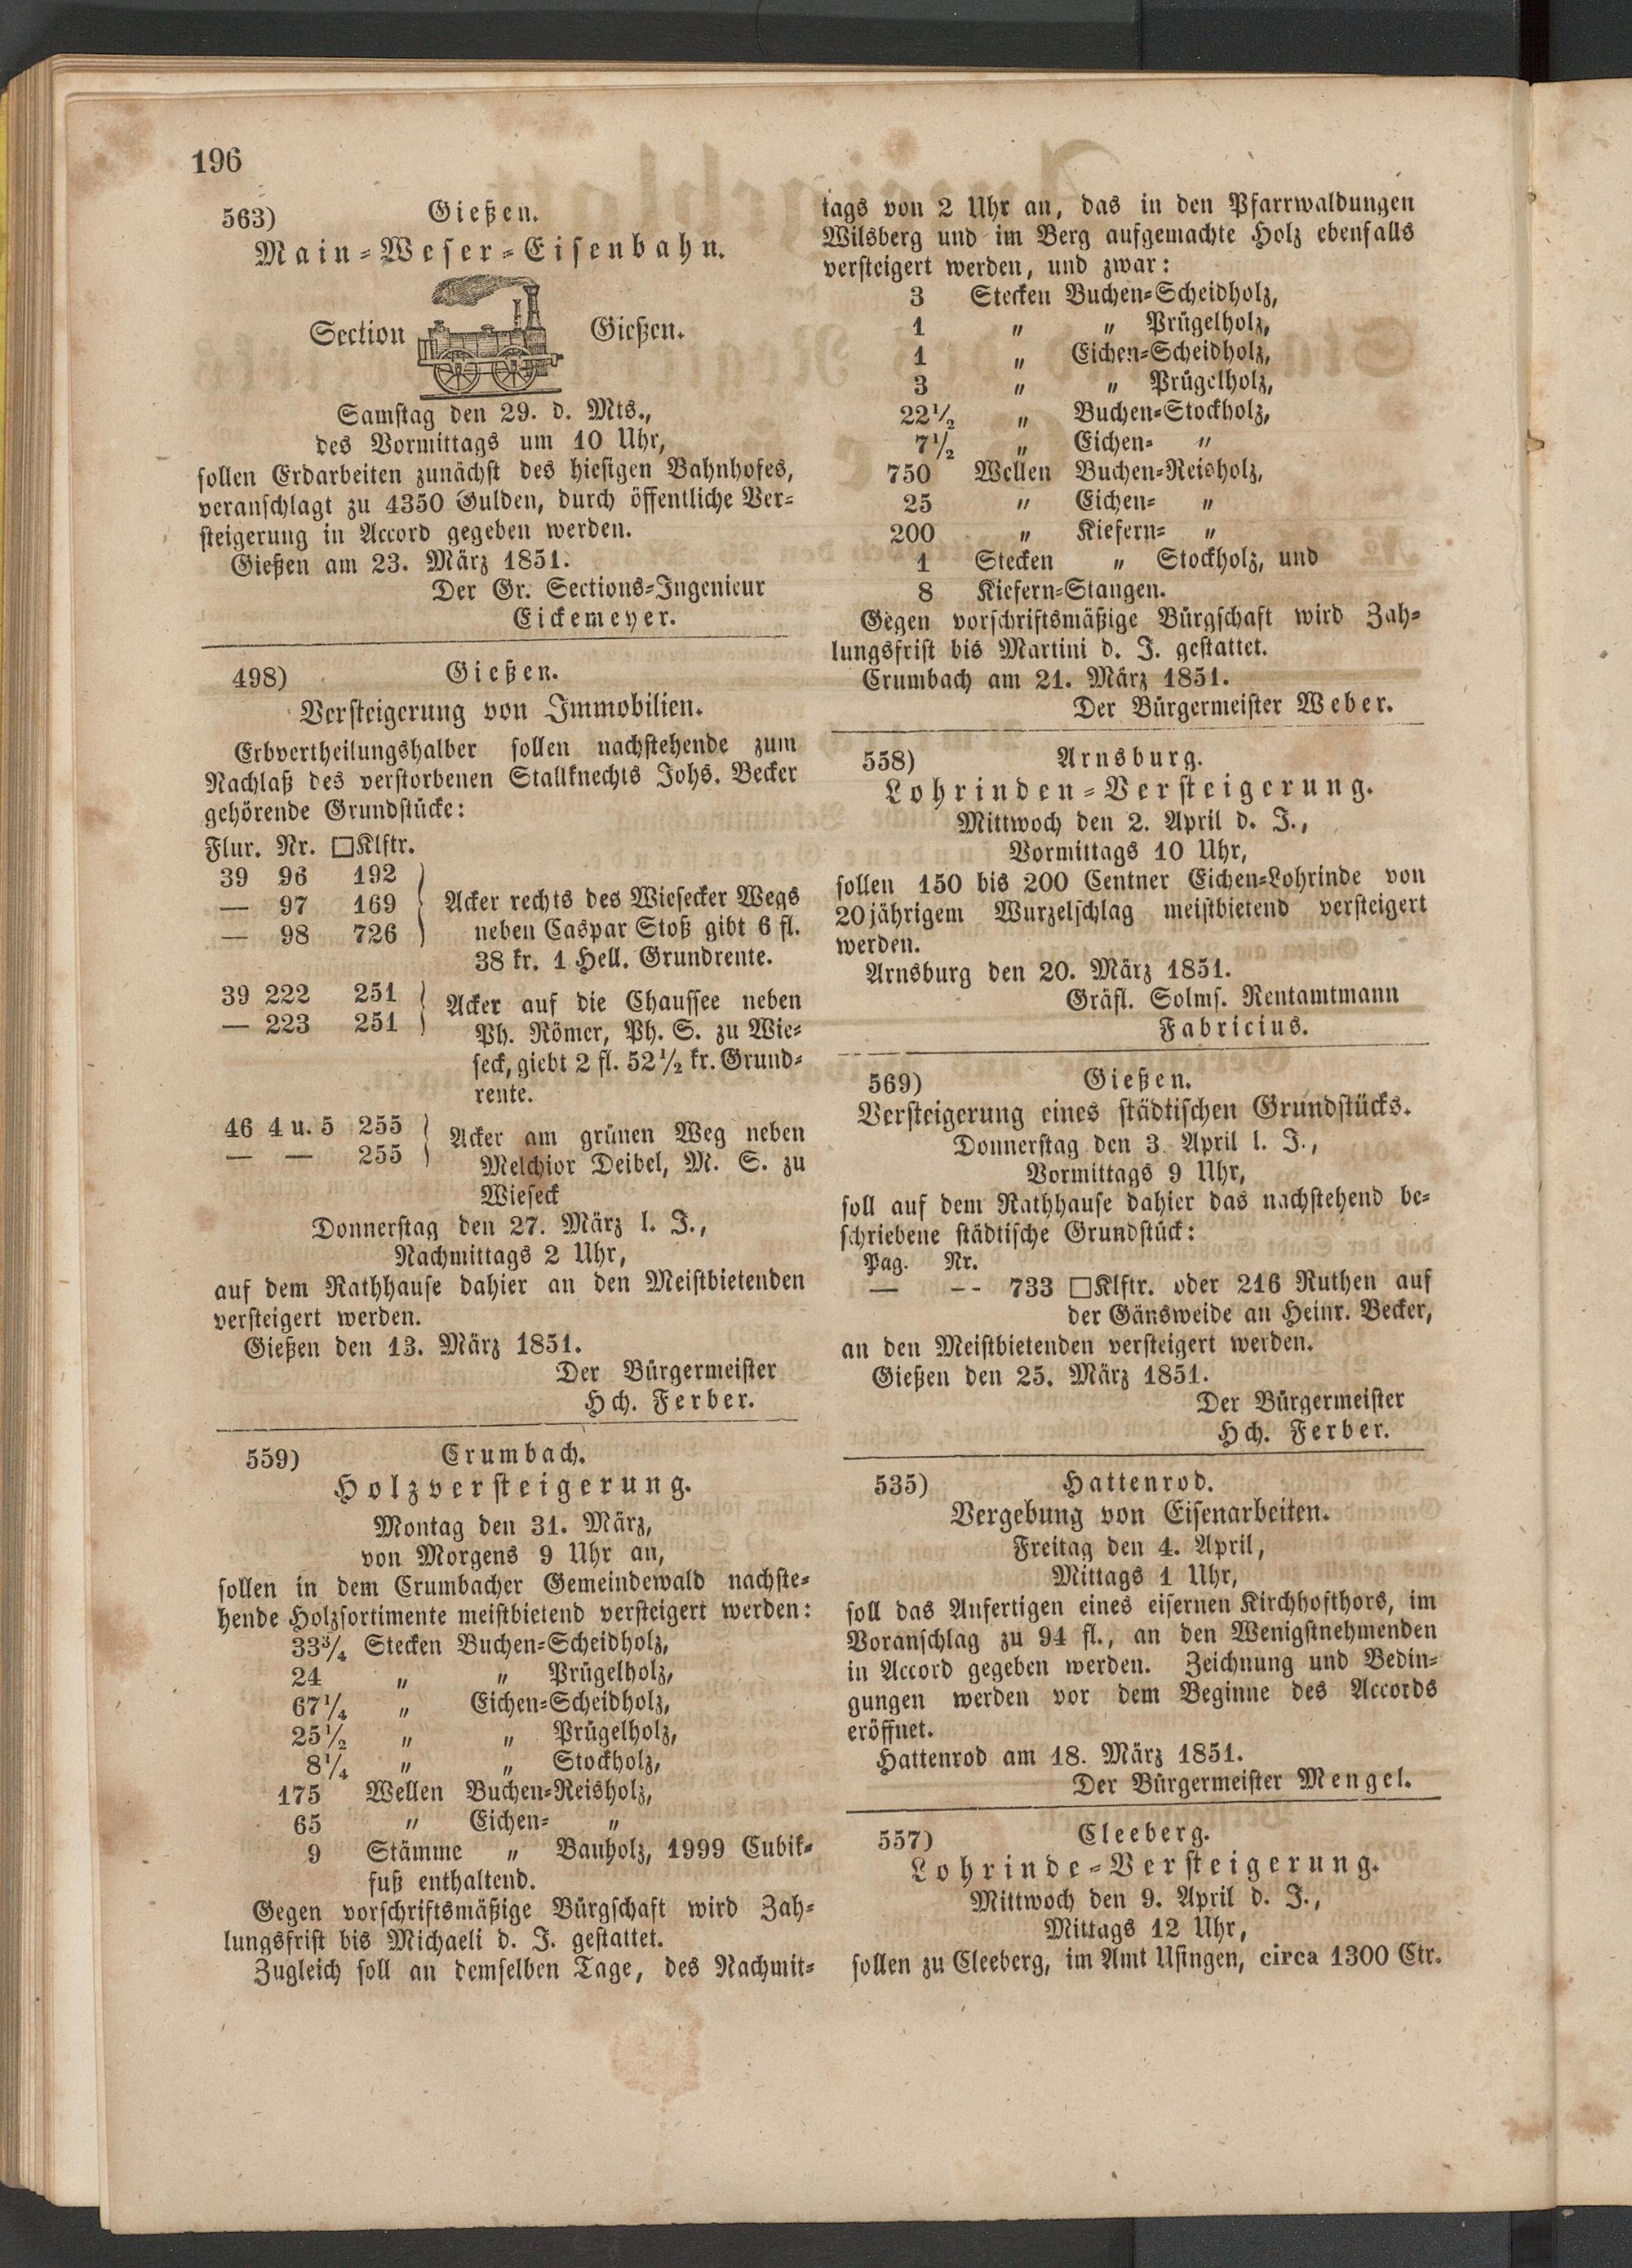 196
563) Gießen.
Main-Weser-Eisenbahn.
Section Gießen.
Samstag den 29. d. Mts.,
des Vormittags um 10 Uhr,
sollen Erdarbeiten zunächst des hiesigen Bahnhofes,
veranschlagt zu 4350 Gulden, durch öffentliche Ver-
steigerung in Accord gegeben werden.
Gießen am 23. März 1851.
Der Gr. Sections-Ingenieur
Eickemeyer.
498) Gießen.
Versteigerung von Immobilien.
Erbvertheilungshalber sollen nachstehende zum
Nachlaß des verstorbenen Stallknechts Johs. Becker
gehörende Grundstücke:
Flur. Nr. □Klftr.
39 96 192
— 97 169 Acker rechts des Wiesecker Wegs
— 98 726 neben Caspar Stoß gibt 6 fl.
38 kr. 1 Hell. Grundrente.
39 222 251 Acker auf die Chaussee neben
— 223 251 Ph. Römer, Ph. S. zu Wie-
seck, giebt 2 fl. 52½ kr. Grund-
rente.
46 4 u. 5 255 Acker am grünen Weg neben
— — 255 Melchior Deibel, M. S. zu
Wieseck
Donnerstag den 27. März l. J.,
Nachmittags 2 Uhr,
auf dem Rathhause dahier an den Meistbietenden
versteigert werden.
Gießen den 13. März 1851.
Der Bürgermeister
Hch. Ferber.
559) Crumbach.
Holzversteigerung.
Montag den 31. März,
von Morgens 9 Uhr an,
sollen in dem Crumbacher Gemeindewald nachste-
hende Holzsortimente meistbietend versteigert werden:
33¾ Stecken Buchen-Scheidholz,
24 " " Prügelholz,
67¼ " Eichen-Scheidholz,
25½ " " Prügelholz,
8¼ " " Stockholz,
175 Wellen Buchen-Reisholz,
65 " Eichen- "
9 Stämme " Bauholz, 1999 Cubik-
fuß enthaltend.
Gegen vorschriftsmäßige Bürgschaft wird Zah-
lungsfrist bis Michaeli d. J. gestattet.
Zugleich soll an demselben Tage, des Nachmit-
tags von 2 Uhr an, das in den Pfarrwaldungen
Wilsberg und im Berg aufgemachte Holz ebenfalls
versteigert werden, und zwar:
3 Stecken Buchen-Scheidholz,
1 " " Prügelholz,
1 " Eichen-Scheidholz,
3 " " Prügelholz,
22½ " Buchen-Stockholz,
7½ " Eichen- "
750 Wellen Buchen-Reisholz,
25 " Eichen- "
200 " Kiefern- "
1 Stecken " Stockholz, und
8 Kiefern-Stangen.
Gegen vorschriftsmäßige Bürgschaft wird Zah-
lungsfrist bis Martini d. J. gestattet.
Crumbach am 21. März 1851.
Der Bürgermeister Weber.
558) Arnsburg.
Lohrinden-Versteigerung.
Mittwoch den 2. April d. J.,
Vormittags 10 Uhr,
sollen 150 bis 200 Centner Eichen-Lohrinde von
20jährigem Wurzelschlag meistbietend versteigert
werden.
Arnsburg den 20. März 1851.
Gräfl. Solms. Rentamtmann
Fabricius.
569) Gießen.
Versteigerung eines städtischen Grundstücks.
Donnerstag den 3. April l. J.,
Vormittags 9 Uhr,
soll auf dem Rathhause dahier das nachstehend be-
schriebene städtische Grundstück:
Pag. Nr.
— -- 733 □Klftr. oder 216 Ruthen auf
der Gänsweide an Heinr. Becker,
an den Meistbietenden versteigert werden.
Gießen den 25. März 1851.
Der Bürgermeister
Hch. Ferber.
535) Hattenrod.
Vergebung von Eisenarbeiten.
Freitag den 4. April,
Mittags 1 Uhr,
soll das Anfertigen eines eisernen Kirchhofthors, im
Voranschlag zu 94 fl., an den Wenigstnehmenden
in Accord gegeben werden. Zeichnung und Bedin-
gungen werden vor dem Beginne des Accords
eröffnet.
Hattenrod am 18. März 1851.
Der Bürgermeister Mengel.
557) Cleeberg.
Lohrinde-Versteigerung.
Mittwoch den 9. April d. J.,
Mittags 12 Uhr,
sollen zu Cleeberg, im Amt Usingen, circa 1300 Ctr.